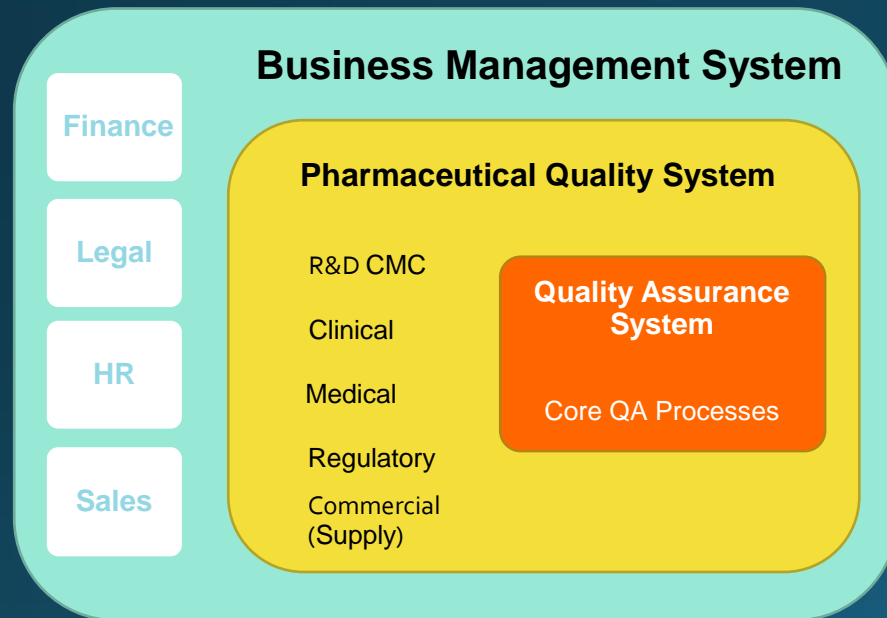 Business Management System
Finance
Legal
HR
Sales
Pharmaceutical Quality System
R&D CMC
Clinical
Medical
Regulatory
Commercial
(Supply)
Quality Assurance
System
Core QA Processes